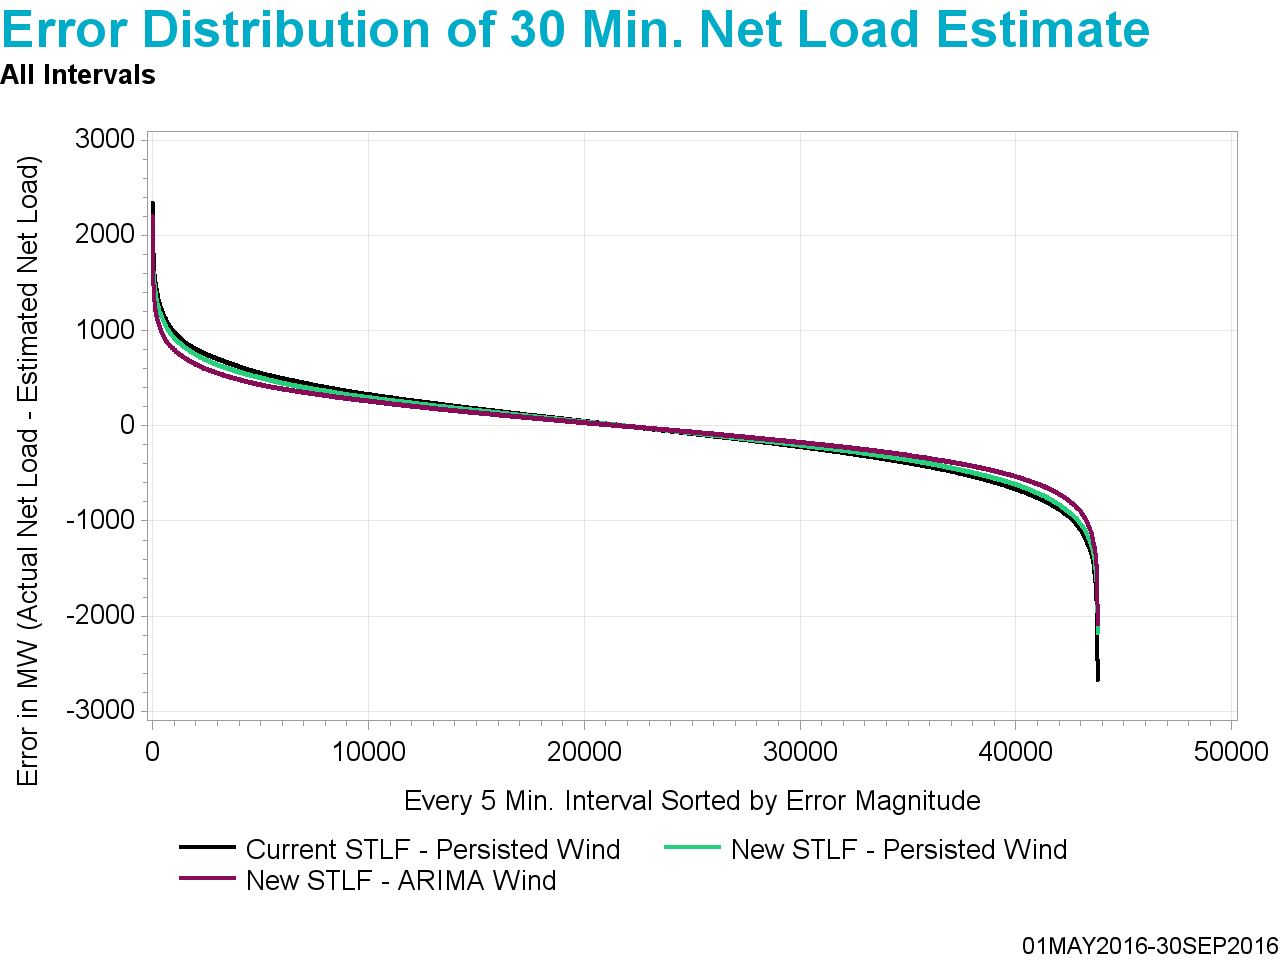 Error Distribution of 30 Min. Net Load Estimate
All Intervals
Error in MW (Actual Net Load - Estimated Net Load)
3000
2000
1000
0
-1000
-2000
-3000
0 10000 20000 30000 40000 50000
Every 5 Min. Interval Sorted by Error Magnitude
Current STLF - Persisted Wind New STLF - Persisted Wind
New STLF - ARIMA Wind
01MAY2016-30SEP2016